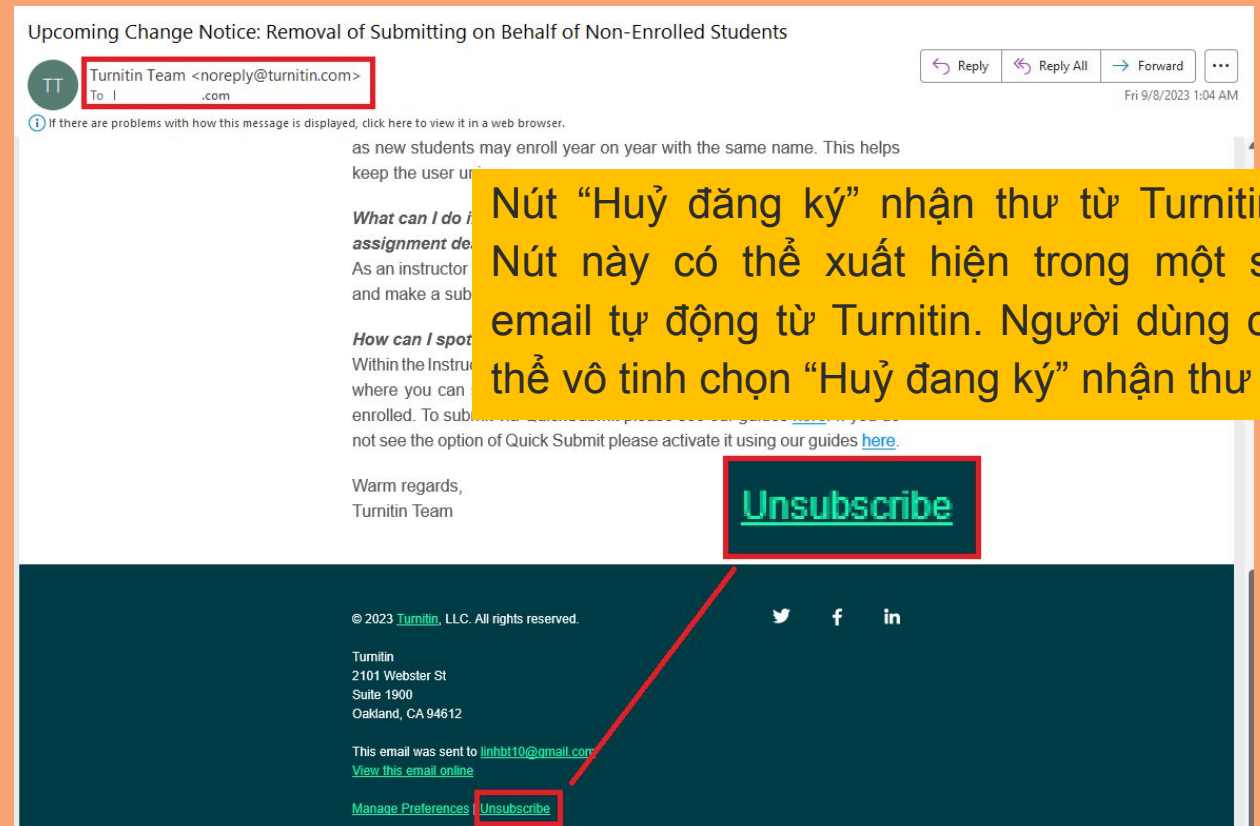 Upcoming Change Notice: Removal of Submitting on Behalf of Non-Enrolled Students
TT
Turnitin Team <noreply@turnitin.com>
To l .com
Reply
Reply All
Forward
Fri 9/8/2023 1:04 AM
If there are problems with how this message is displayed, click here to view it in a web browser.
as new students may enroll year on year with the same name. This helps
keep the user
What can I do
assignment
As an instructor
and make a
How can I spot
Within the
where you can
enrolled. To
not see the option of Quick Submit please activate it using our guides here.
Nút “Huỷ đăng ký” nhận thư từ
Nút này có thể xuất hiện trong một
email tự động từ Turnitin. Người dùng
thể vô tinh chọn “Huỷ đang ký” nhận thư
Warm regards,
Turnitin Team
Unsubscribe
© 2023 Turnitin, LLC. All rights reserved.
Turnitin
2101 Webster St
Suite 1900
Oakland, CA 94612
This email was sent to linhbt10@gmail.com
View this email online
Manage Preferences | Unsubscribe